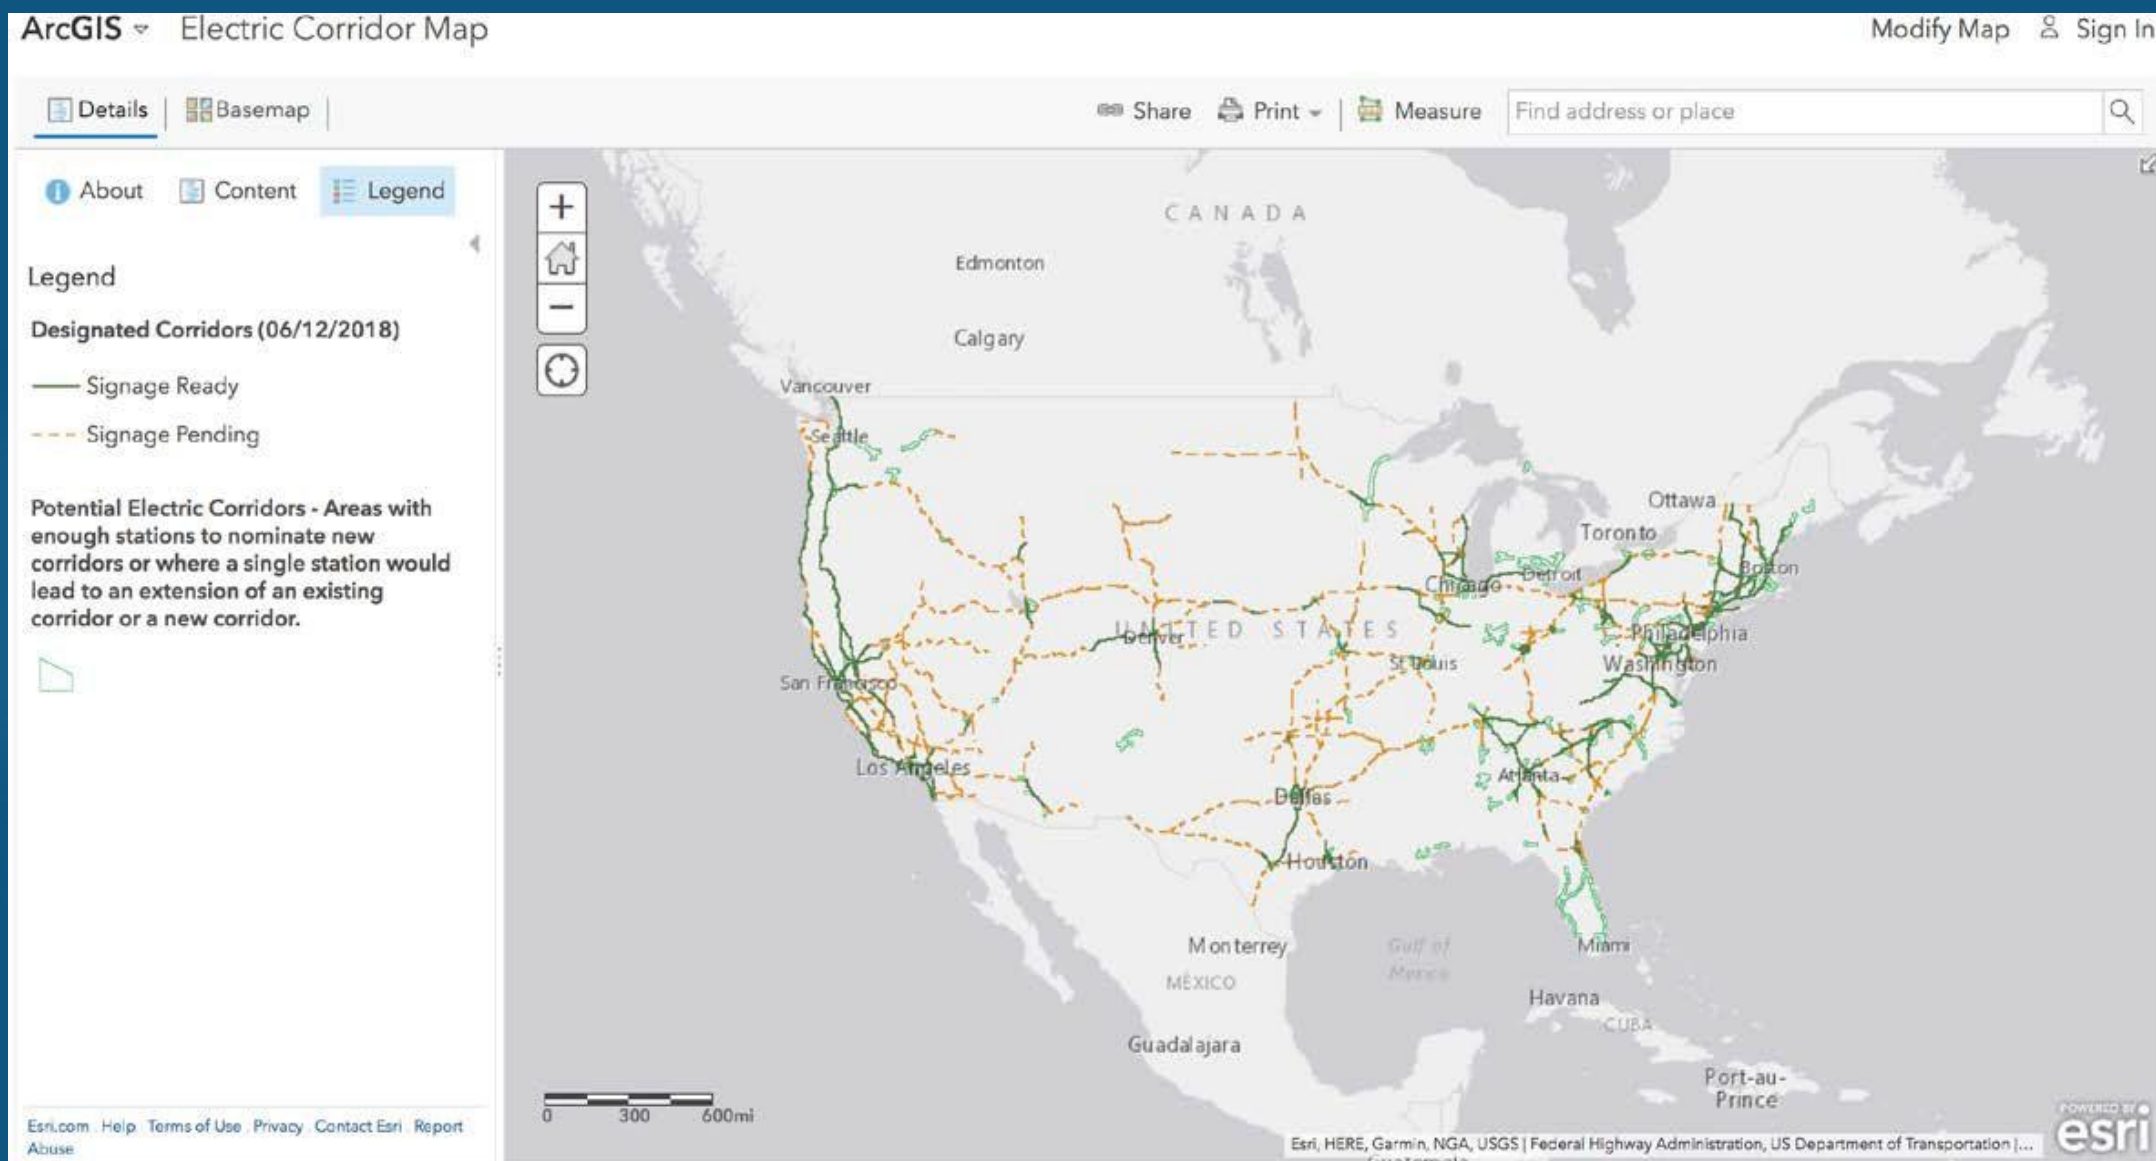 ArcGIS Electric Corridor Map Modify Map Sign In
Details Basemap Share Print Measure Find address or place
About Content Legend
Legend
Designated Corridors (06/12/2018)
Signage Ready
Signage Pending
Potential Electric Corridors - Areas with
enough stations to nominate new
corridors or where a single station would
lead to an extension of an existing
corridor or a new corridor.
Esri.com Help Terms of Use Privacy Contact Esri Report
Abuse
CANADA
Edmonton
Calgary
Vancouver
Seattle
Ottawa
Toronto
Boston
Detroit
Chicago
UNITED STATES
Denver
Philadelphia
St Louis
Washington
San Francisco
Los Angeles
Atlanta
Dallas
Houston
Monterrey
Gulf of
Mexico
Miami
MÉXICO
Havana
CUBA
Guadalajara
Port-au-
Prince
0 300 600mi
Esri, HERE, Garmin, NGA, USGS | Federal Highway Administration, US Department of Transportation |...
POWERED BY
esri